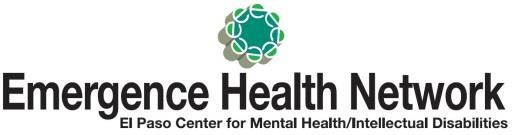 Emergence Health Network
El Paso Center for Mental Health/Intellectual Disabilities